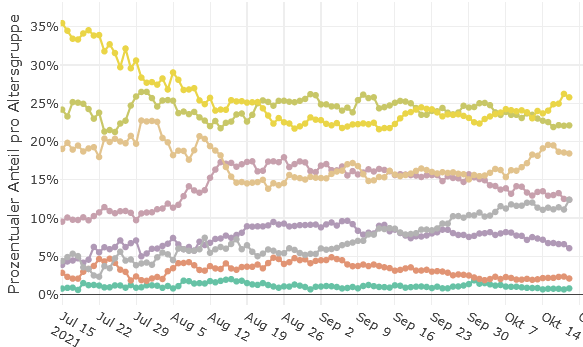 Prozentualer Anteil pro Altersgruppe
35%
30%
25%
20%
15%
10%
5%
0%
Jul 15
2021
Jul 22
Jul 29
Aug 5
Aug 12
Aug 19
Aug 26
Sep 2
Sep 9
Sep 16
Sep 23
Sep 30
Okt 7
Okt 14